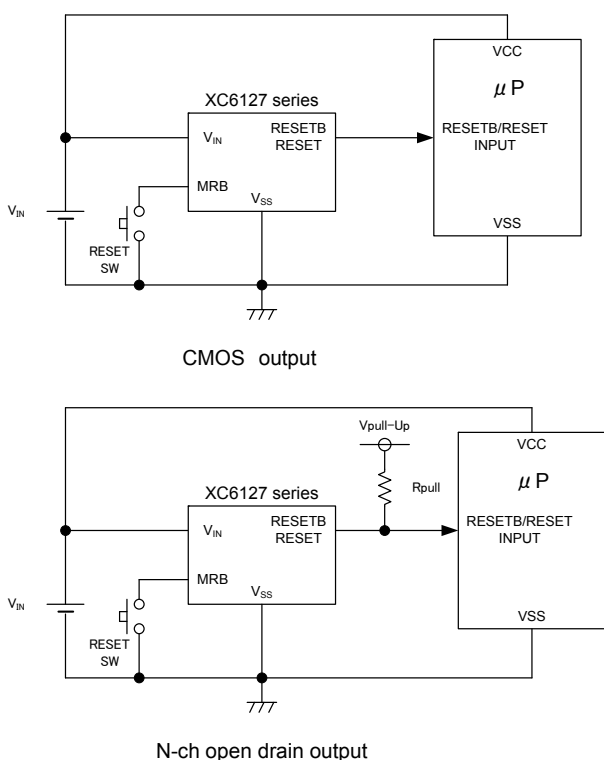 VCC
μP
XC6127 series
VIN
RESETB
RESET
RESETB/RESET
INPUT
MRB
VSS
VIN
RESET
SW
VSS
CMOS output
Vpull-Up
VCC
Rpull
μP
XC6127 series
VIN
RESETB
RESET
RESETB/RESET
INPUT
MRB
VSS
VIN
RESET
SW
VSS
N-ch open drain output